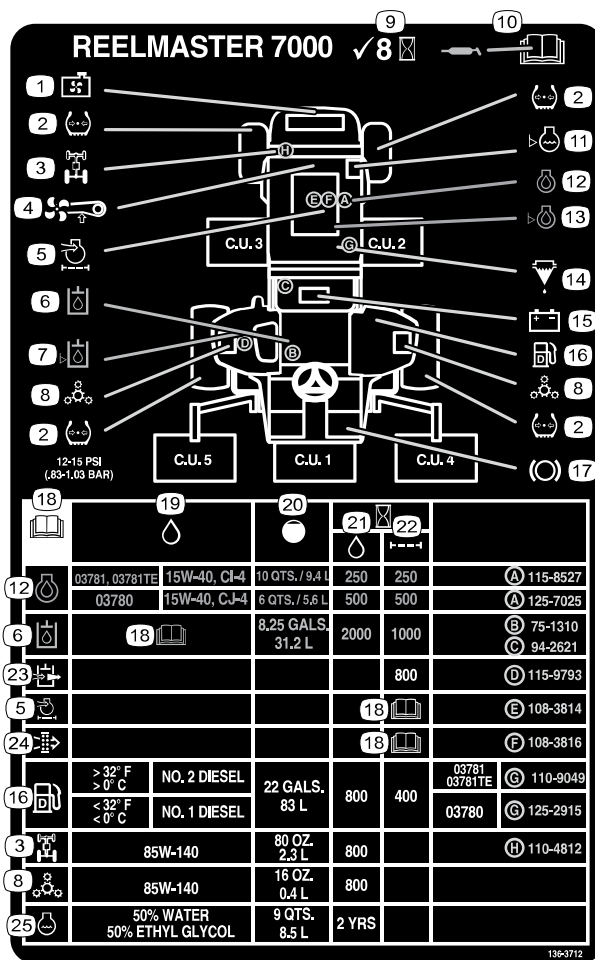 REELMASTER 7000 ✓8
9
10
1
2
2
3
H
11
12
4
E F A
13
5
C.U. 3
G
C.U. 2
14
6
C
15
7
D
B
16
8
8
2
2
12-15 PSI
(.83-1.03 BAR)
C.U. 5
C.U. 1
C.U. 4
17
18
19
20
21
22
12
03781, 03781TE
15W-40, CI-4
10 QTS. / 9.4 L
250
250
A 115-8527
03780
15W-40, CJ-4
6 QTS. / 5,6 L
500
500
A 125-7025
6
18
8.25 GALS.
31.2 L
2000
1000
B 75-1310
C 94-2621
23
800
D 115-9793
5
18
E 108-3814
24
18
F 108-3816
16
> 32° F
> 0° C
NO. 2 DIESEL
22 GALS.
83 L
800
400
03781
03781TE
G 110-9049
< 32° F
< 0° C
NO. 1 DIESEL
03780
G 125-2915
3
85W-140
80 OZ.
2.3 L
800
H 110-4812
8
85W-140
16 OZ.
0.4 L
800
25
50% WATER
50% ETHYL GLYCOL
9 QTS.
8.5 L
2 YRS
136-3712